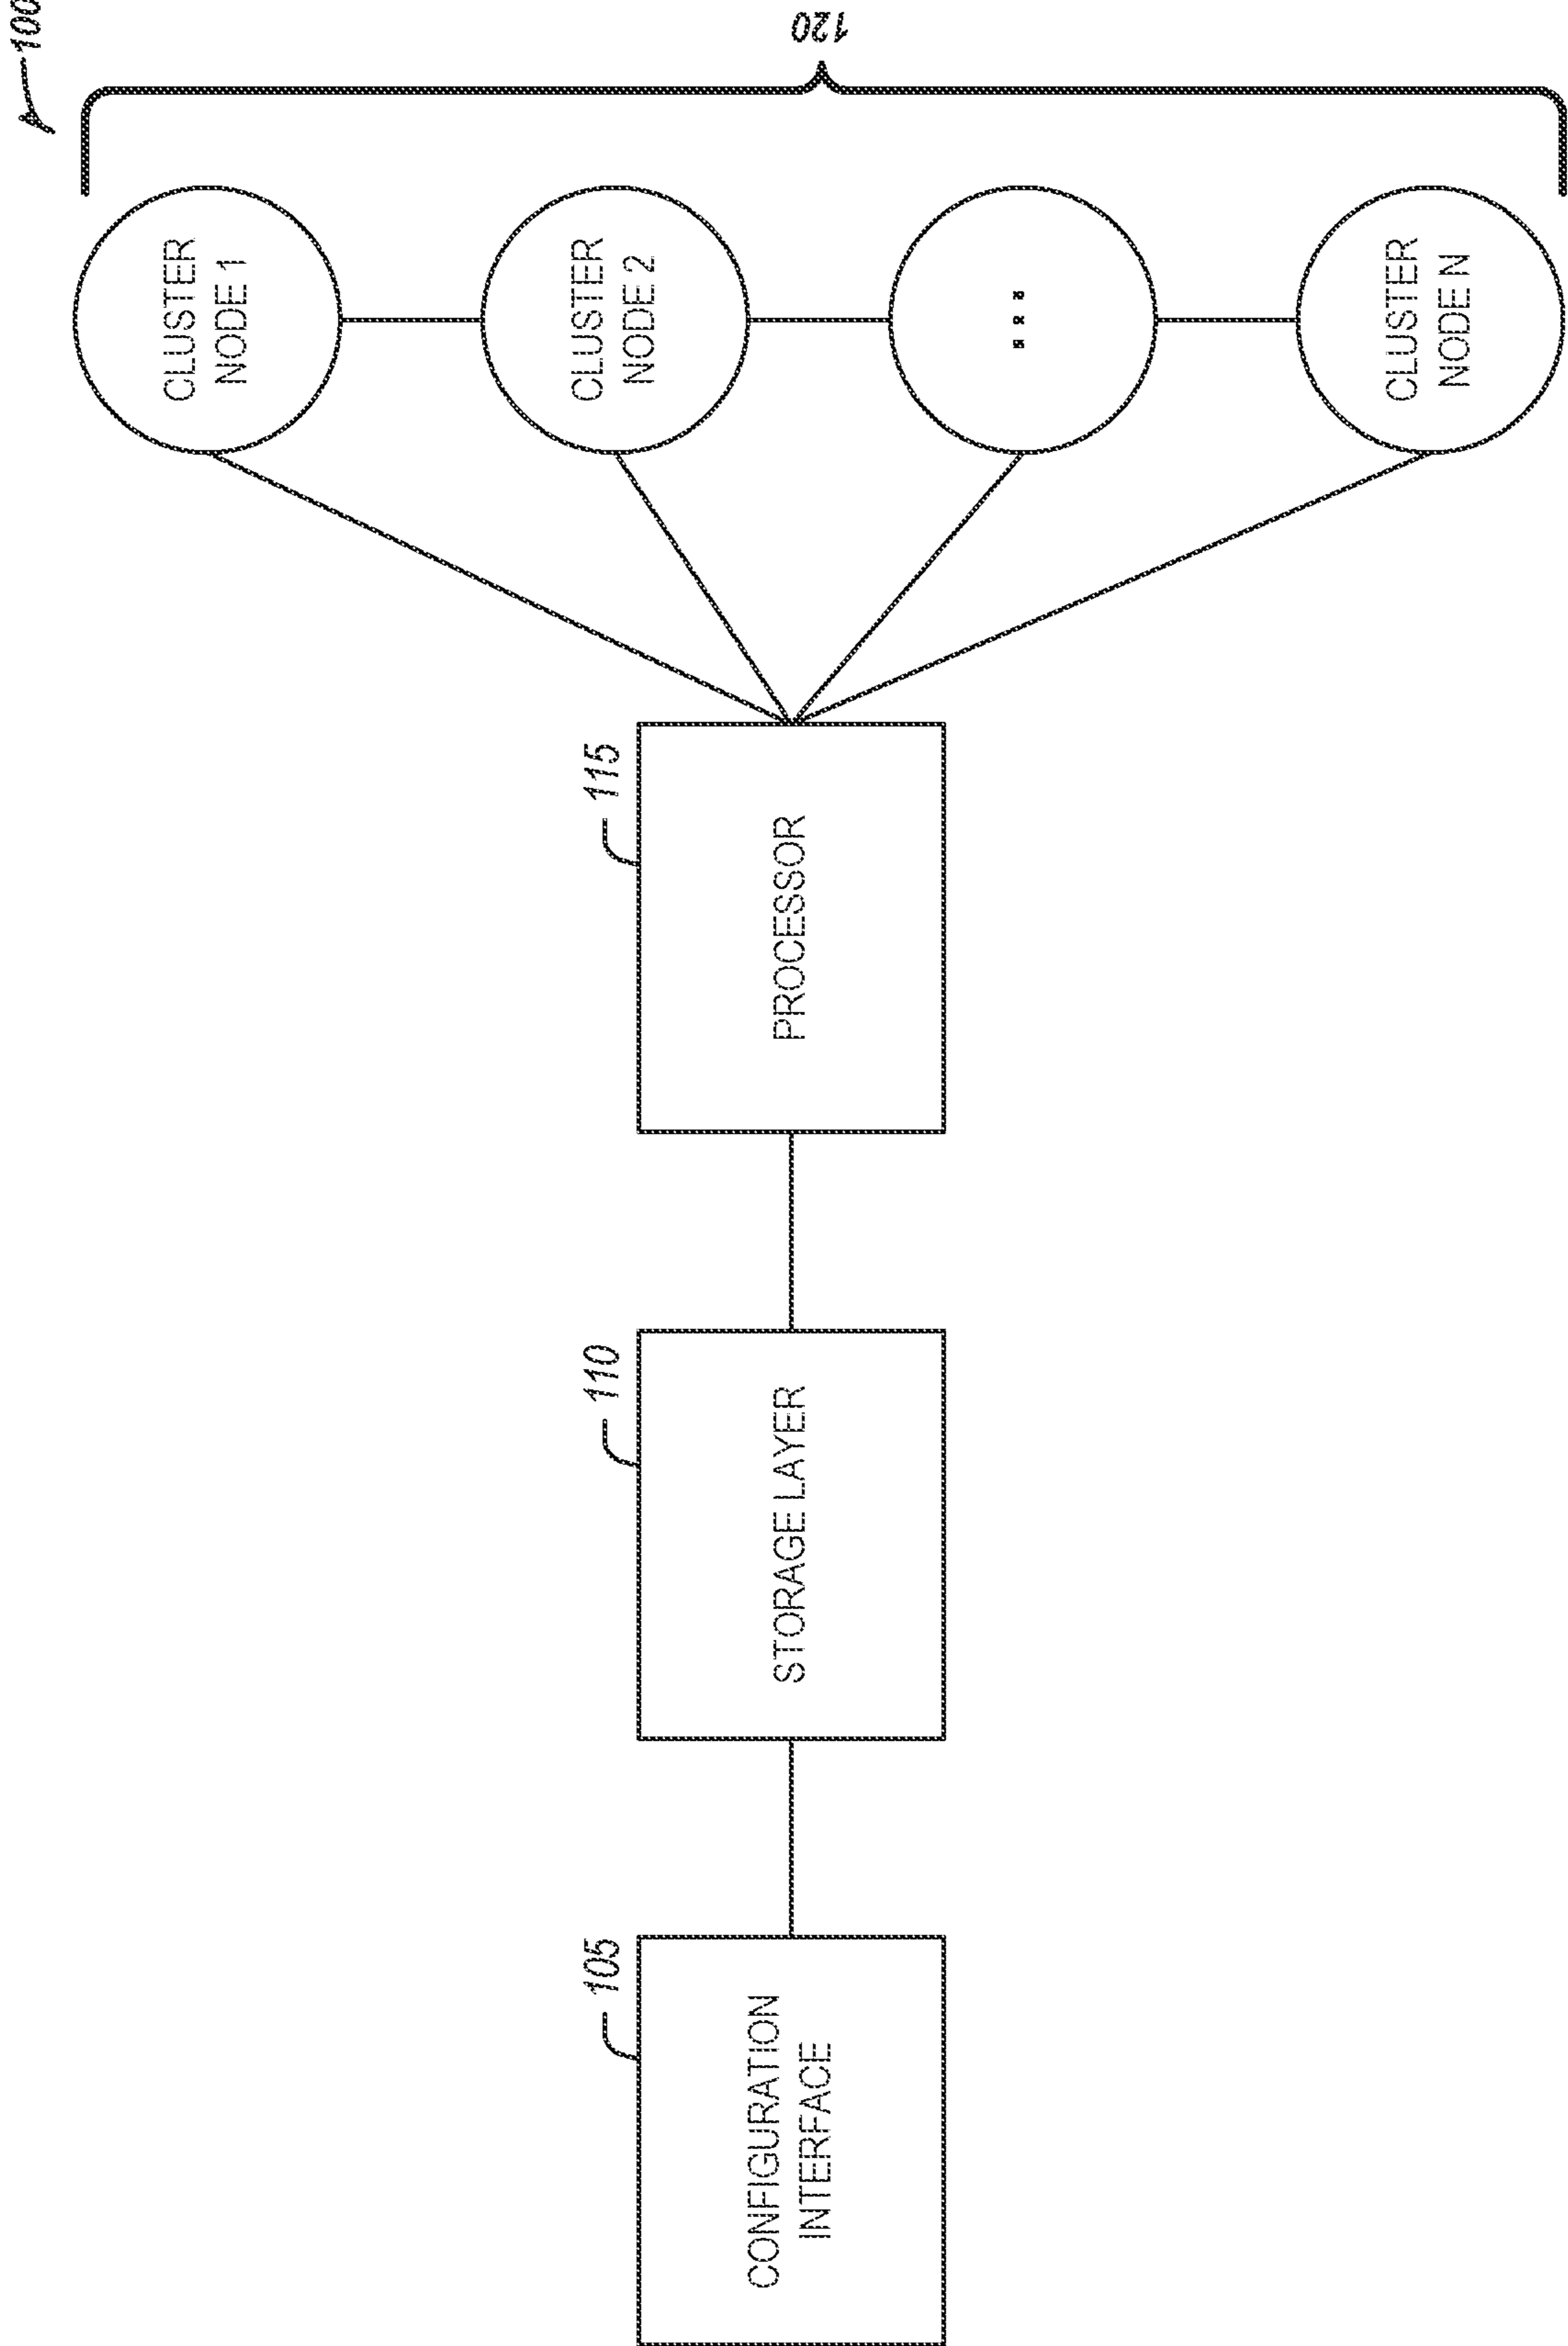 100
105
CONFIGURATION
INTERFACE
110
STORAGE LAYER
115
PROCESSOR
CLUSTER
NODE 1
CLUSTER
NODE 2
...
CLUSTER
NODE N
120